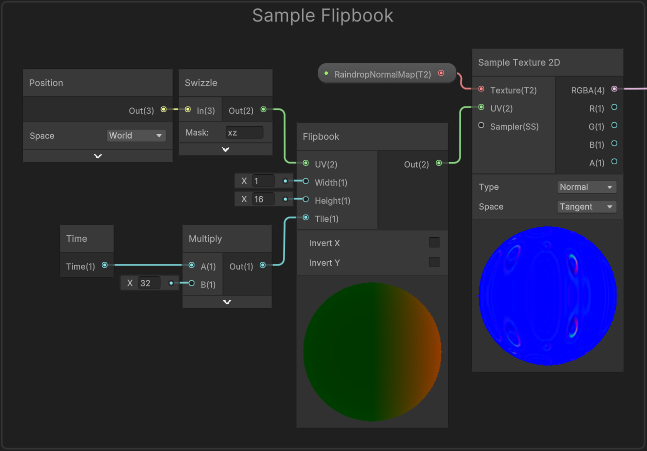 Sample Flipbook
Position
Out(3)
Space
World
Swizzle
In(3)
Out(2)
Mask:
xz
RaindropNormalMap(T2)
Sample Texture 2D
Texture(T2)
RGBA(4)
UV(2)
R(1)
Sampler(SS)
G(1)
B(1)
A(1)
Type
Normal
Space
Tangent
Flipbook
UV(2)
Out(2)
X 1
Width(1)
X 16
Height(1)
Tile(1)
Invert X
Invert Y
Time
Time(1)
Multiply
A(1)
Out(1)
X 32
B(1)